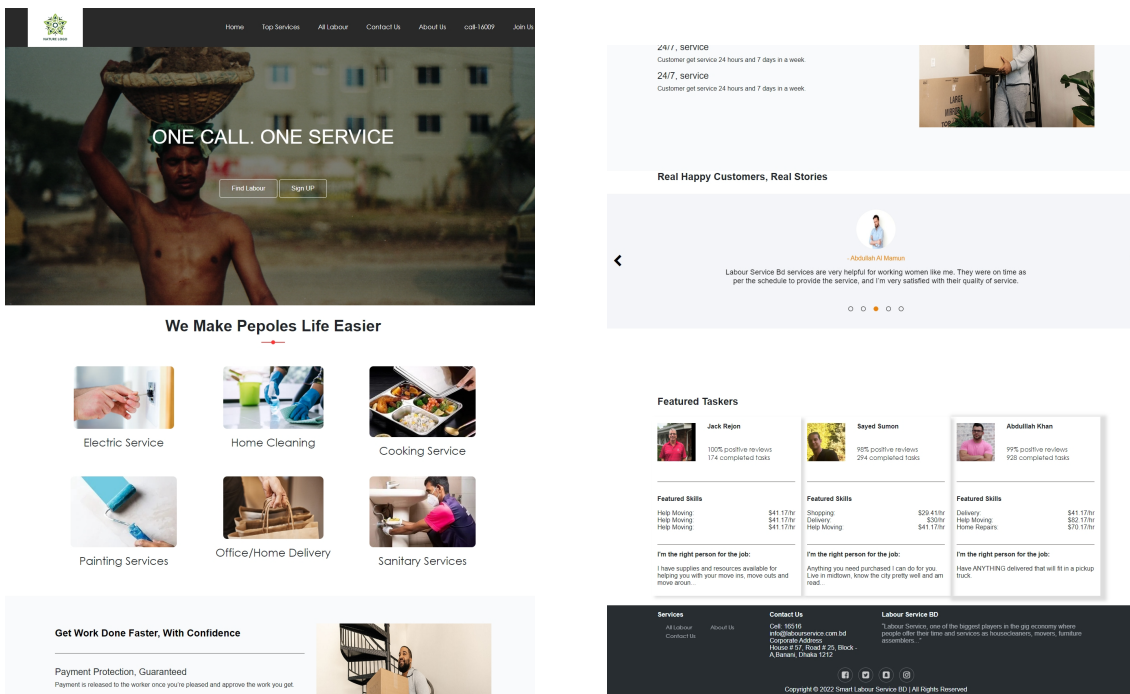 NATURE LOGO
Home Top Services All Labour Contact Us About Us call-16009 Join Us
ONE CALL. ONE SERVICE
Find Labour Sign UP
We Make Pepoles Life Easier
Electric Service Home Cleaning Cooking Service
Painting Services Office/Home Delivery Sanitary Services
Get Work Done Faster, With Confidence
Payment Protection, Guaranteed
Payment is released to the worker once you're pleased and approve the work you get.
24/7, service
Customer get service 24 hours and 7 days in a week
24/7, service
Customer get service 24 hours and 7 days in a week
LARGE
Real Happy Customers, Real Stories
- Abdullah Al Mamun
Labour Service Bd services are very helpful for working women like me. They were on time as
per the schedule to provide the service, and I'm very satisfied with their quality of service.
Featured Taskers
Jack Rejon
100% positive reviews
174 completed tasks
Featured Skills
Help Moving: $41.17/hr
Help Moving: $41.17/hr
Help Moving: $41.17/hr
I'm the right person for the job:
I have supplies and resources available for
helping you with your move ins, move outs and
move aroun...
Sayed Sumon
98% positive reviews
294 completed tasks
Featured Skills
Shopping: $29.41/hr
Delivery: $30/hr
Help Moving: $41.17/hr
I'm the right person for the job:
Anything you need purchased I can do for you.
Live in midtown, know the city pretty well and am
read...
Abdulllah Khan
99% positive reviews
928 completed tasks
Featured Skills
Delivery: $41.17/hr
Help Moving: $82.17/hr
Home Repairs: $70.17/hr
I'm the right person for the job:
Have ANYTHING delivered that will fit in a pickup
truck.
Services
All Labour About Us
Contact Us
Contact Us
Cell: 16516
info@labourservice.com.bd
Corporate Address
House # 57, Road # 25, Block -
A,Banani, Dhaka 1212
Labour Service BD
"Labour Service, one of the biggest players in the gig economy where
people offer their time and services as housecleaners, movers, furniture
assemblers..."
Copyright © 2022 Smart Labour Service BD | All Rights Reserved